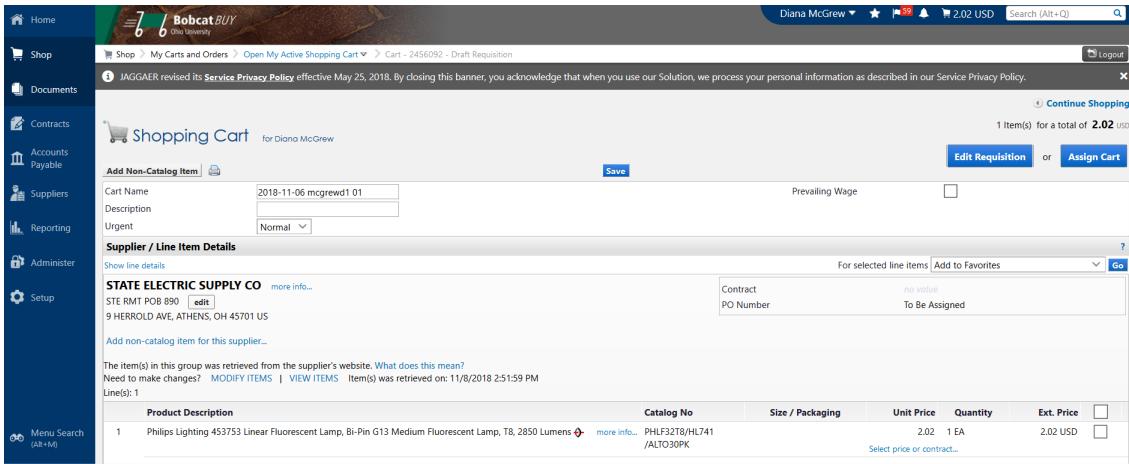 Home
Bobcat BUY
Ohio University
Diana McGrew
59
2.02 USD
Search (Alt+Q)
Shop
Shop > My Carts and Orders > Open My Active Shopping Cart > Cart - 2456092 - Draft Requisition
Logout
JAGGAER revised its Service Privacy Policy effective May 25, 2018. By closing this banner, you acknowledge that when you use our Solution, we process your personal information as described in our Service Privacy Policy.
Documents
Continue Shopping
Contracts
Shopping Cart for Diana McGrew
1 Item(s) for a total of 2.02 USD
Accounts Payable
Edit Requisition or Assign Cart
Add Non-Catalog Item
Save
Suppliers
Cart Name 2018-11-06 mcgrewd1 01
Prevailing Wage
Description
Reporting
Urgent Normal
Supplier / Line Item Details ?
Administer
Show line details
For selected line items Add to Favorites Go
Setup
STATE ELECTRIC SUPPLY CO more info...
Contract no value
STE RMT POB 890 edit
PO Number To Be Assigned
9 HERROLD AVE, ATHENS, OH 45701 US
Add non-catalog item for this supplier...
The item(s) in this group was retrieved from the supplier's website. What does this mean?
Need to make changes? MODIFY ITEMS | VIEW ITEMS Item(s) was retrieved on: 11/8/2018 2:51:59 PM
Line(s): 1
Product Description Catalog No Size / Packaging Unit Price Quantity Ext. Price
1 Philips Lighting 453753 Linear Fluorescent Lamp, Bi-Pin G13 Medium Fluorescent Lamp, T8, 2850 Lumens more info... PHLF32T8/HL741 2.02 1 EA 2.02 USD
/ALTO30PK
Select price or contract...
Menu Search
(Alt+M)